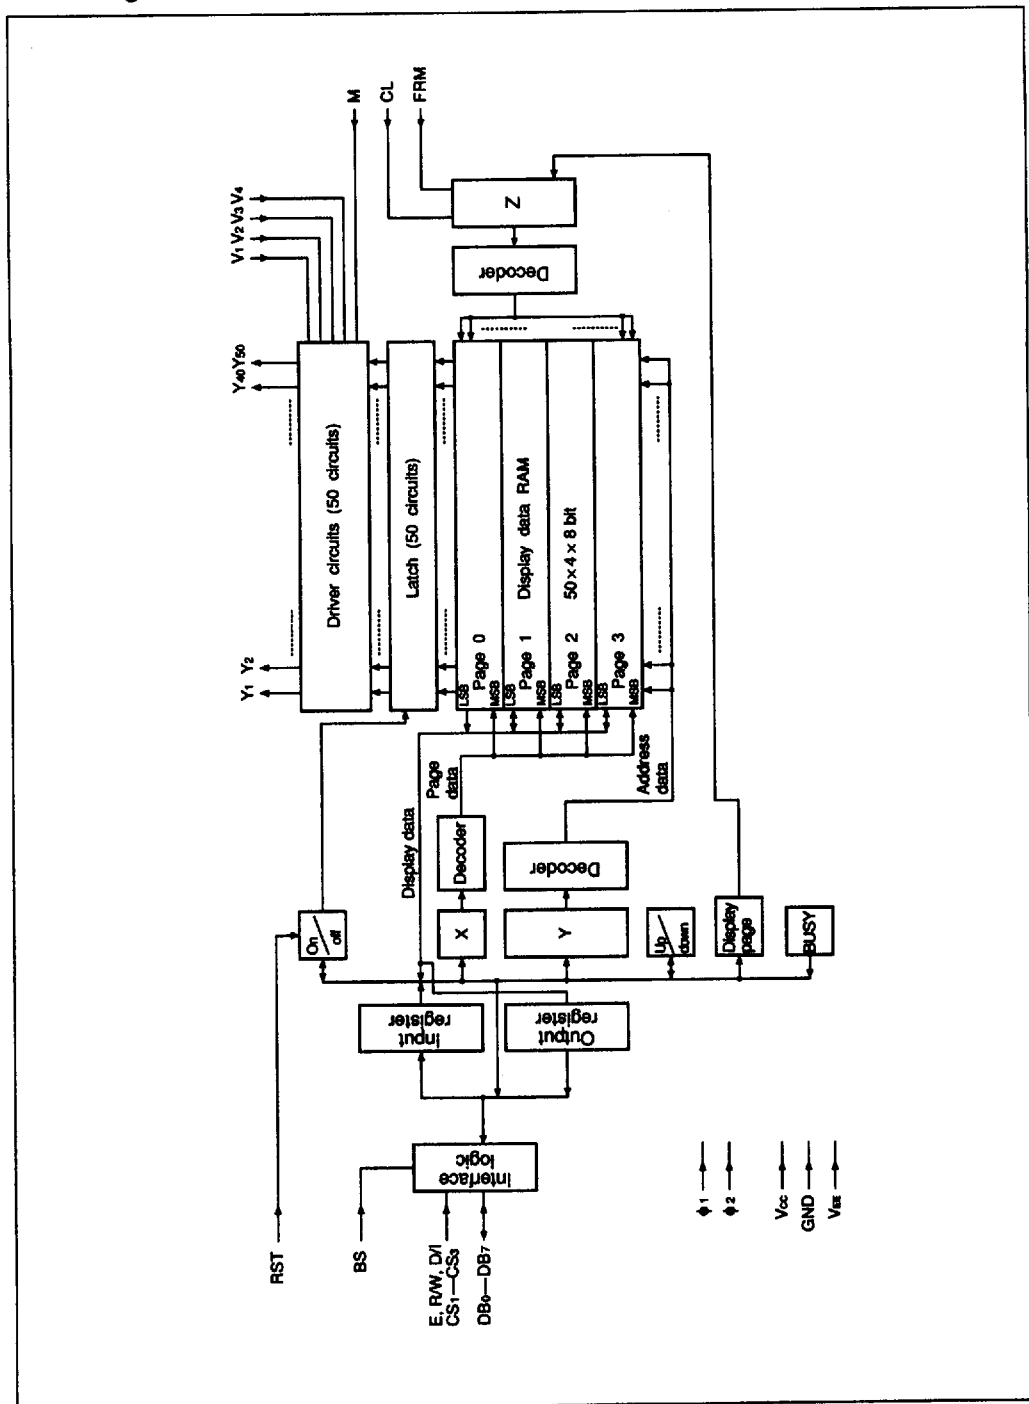 M
CL
FRM
V1 V2 V3 V4
Z
Decoder
Y40 Y50
Driver circuits (50 circuits)
Latch (50 circuits)
Display data RAM
50 × 4 × 8 bit
Y1 Y2
LSB
Page 0
MSB
LSB
Page 1
MSB
LSB
Page 2
MSB
LSB
Page 3
MSB
Display data
Page
data
Address
data
Decoder
Decoder
On/
off
X
Y
Up/
down
Display
page
BUSY
Input
register
Output
register
Interface
logic
RST
BS
E, R/W, D/I
CS1—CS3
DB0—DB7
ϕ1
ϕ2
VCC
GND
VEE